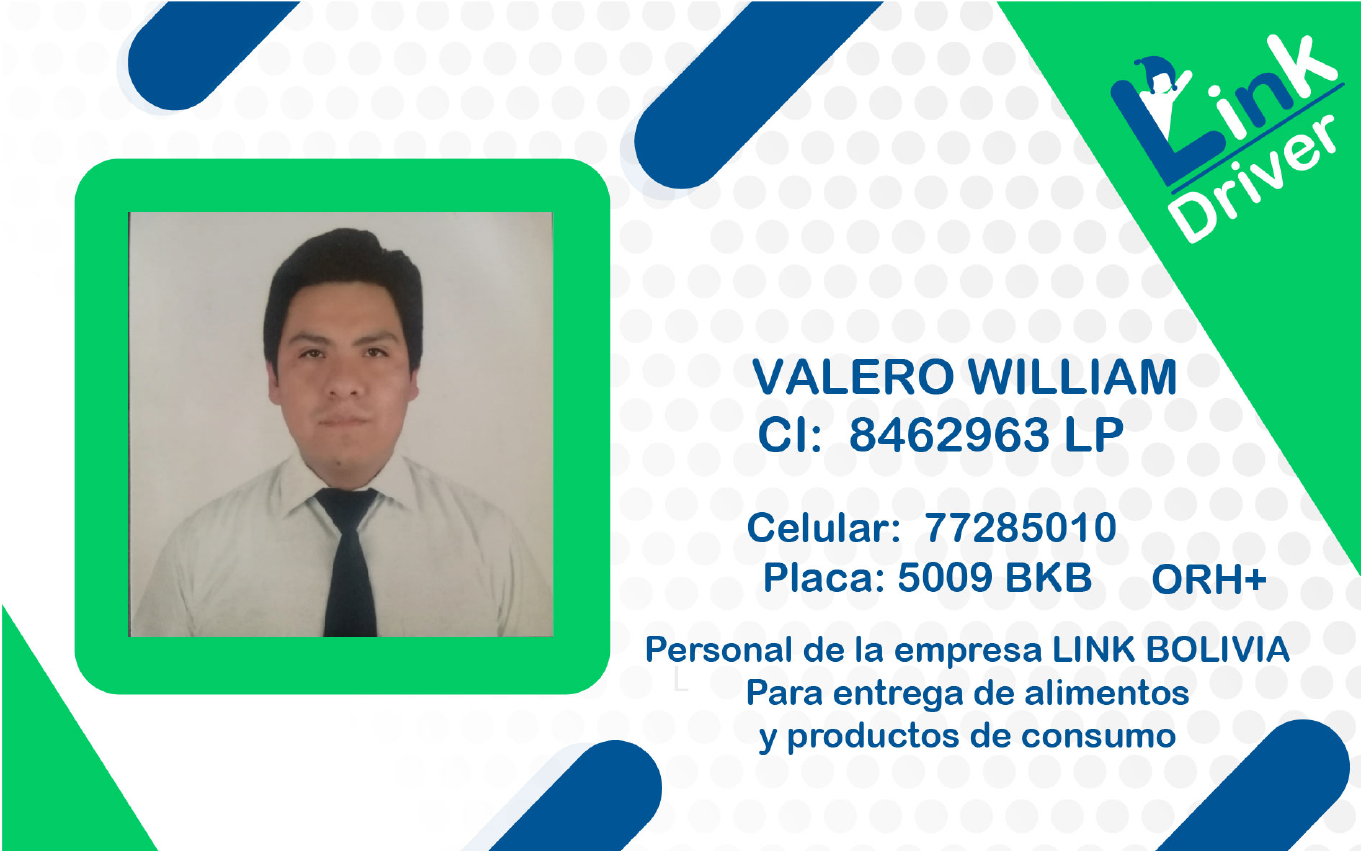 Link
Driver
VALERO WILLIAM
CI: 8462963 LP
Celular: 77285010
Placa: 5009 BKB ORH+
Personal de la empresa LINK BOLIVIA
L
Para entrega de alimentos
y productos de consumo